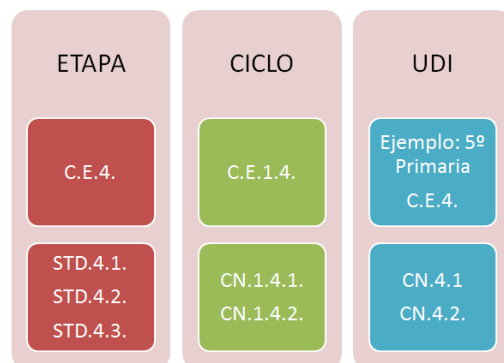 ETAPA
C.E.4.
STD.4.1.
STD.4.2.
STD.4.3.
CICLO
C.E.1.4.
CN.1.4.1.
CN.1.4.2.
UDI
Ejemplo: 5º
Primaria
C.E.4.
CN.4.1
CN.4.2.